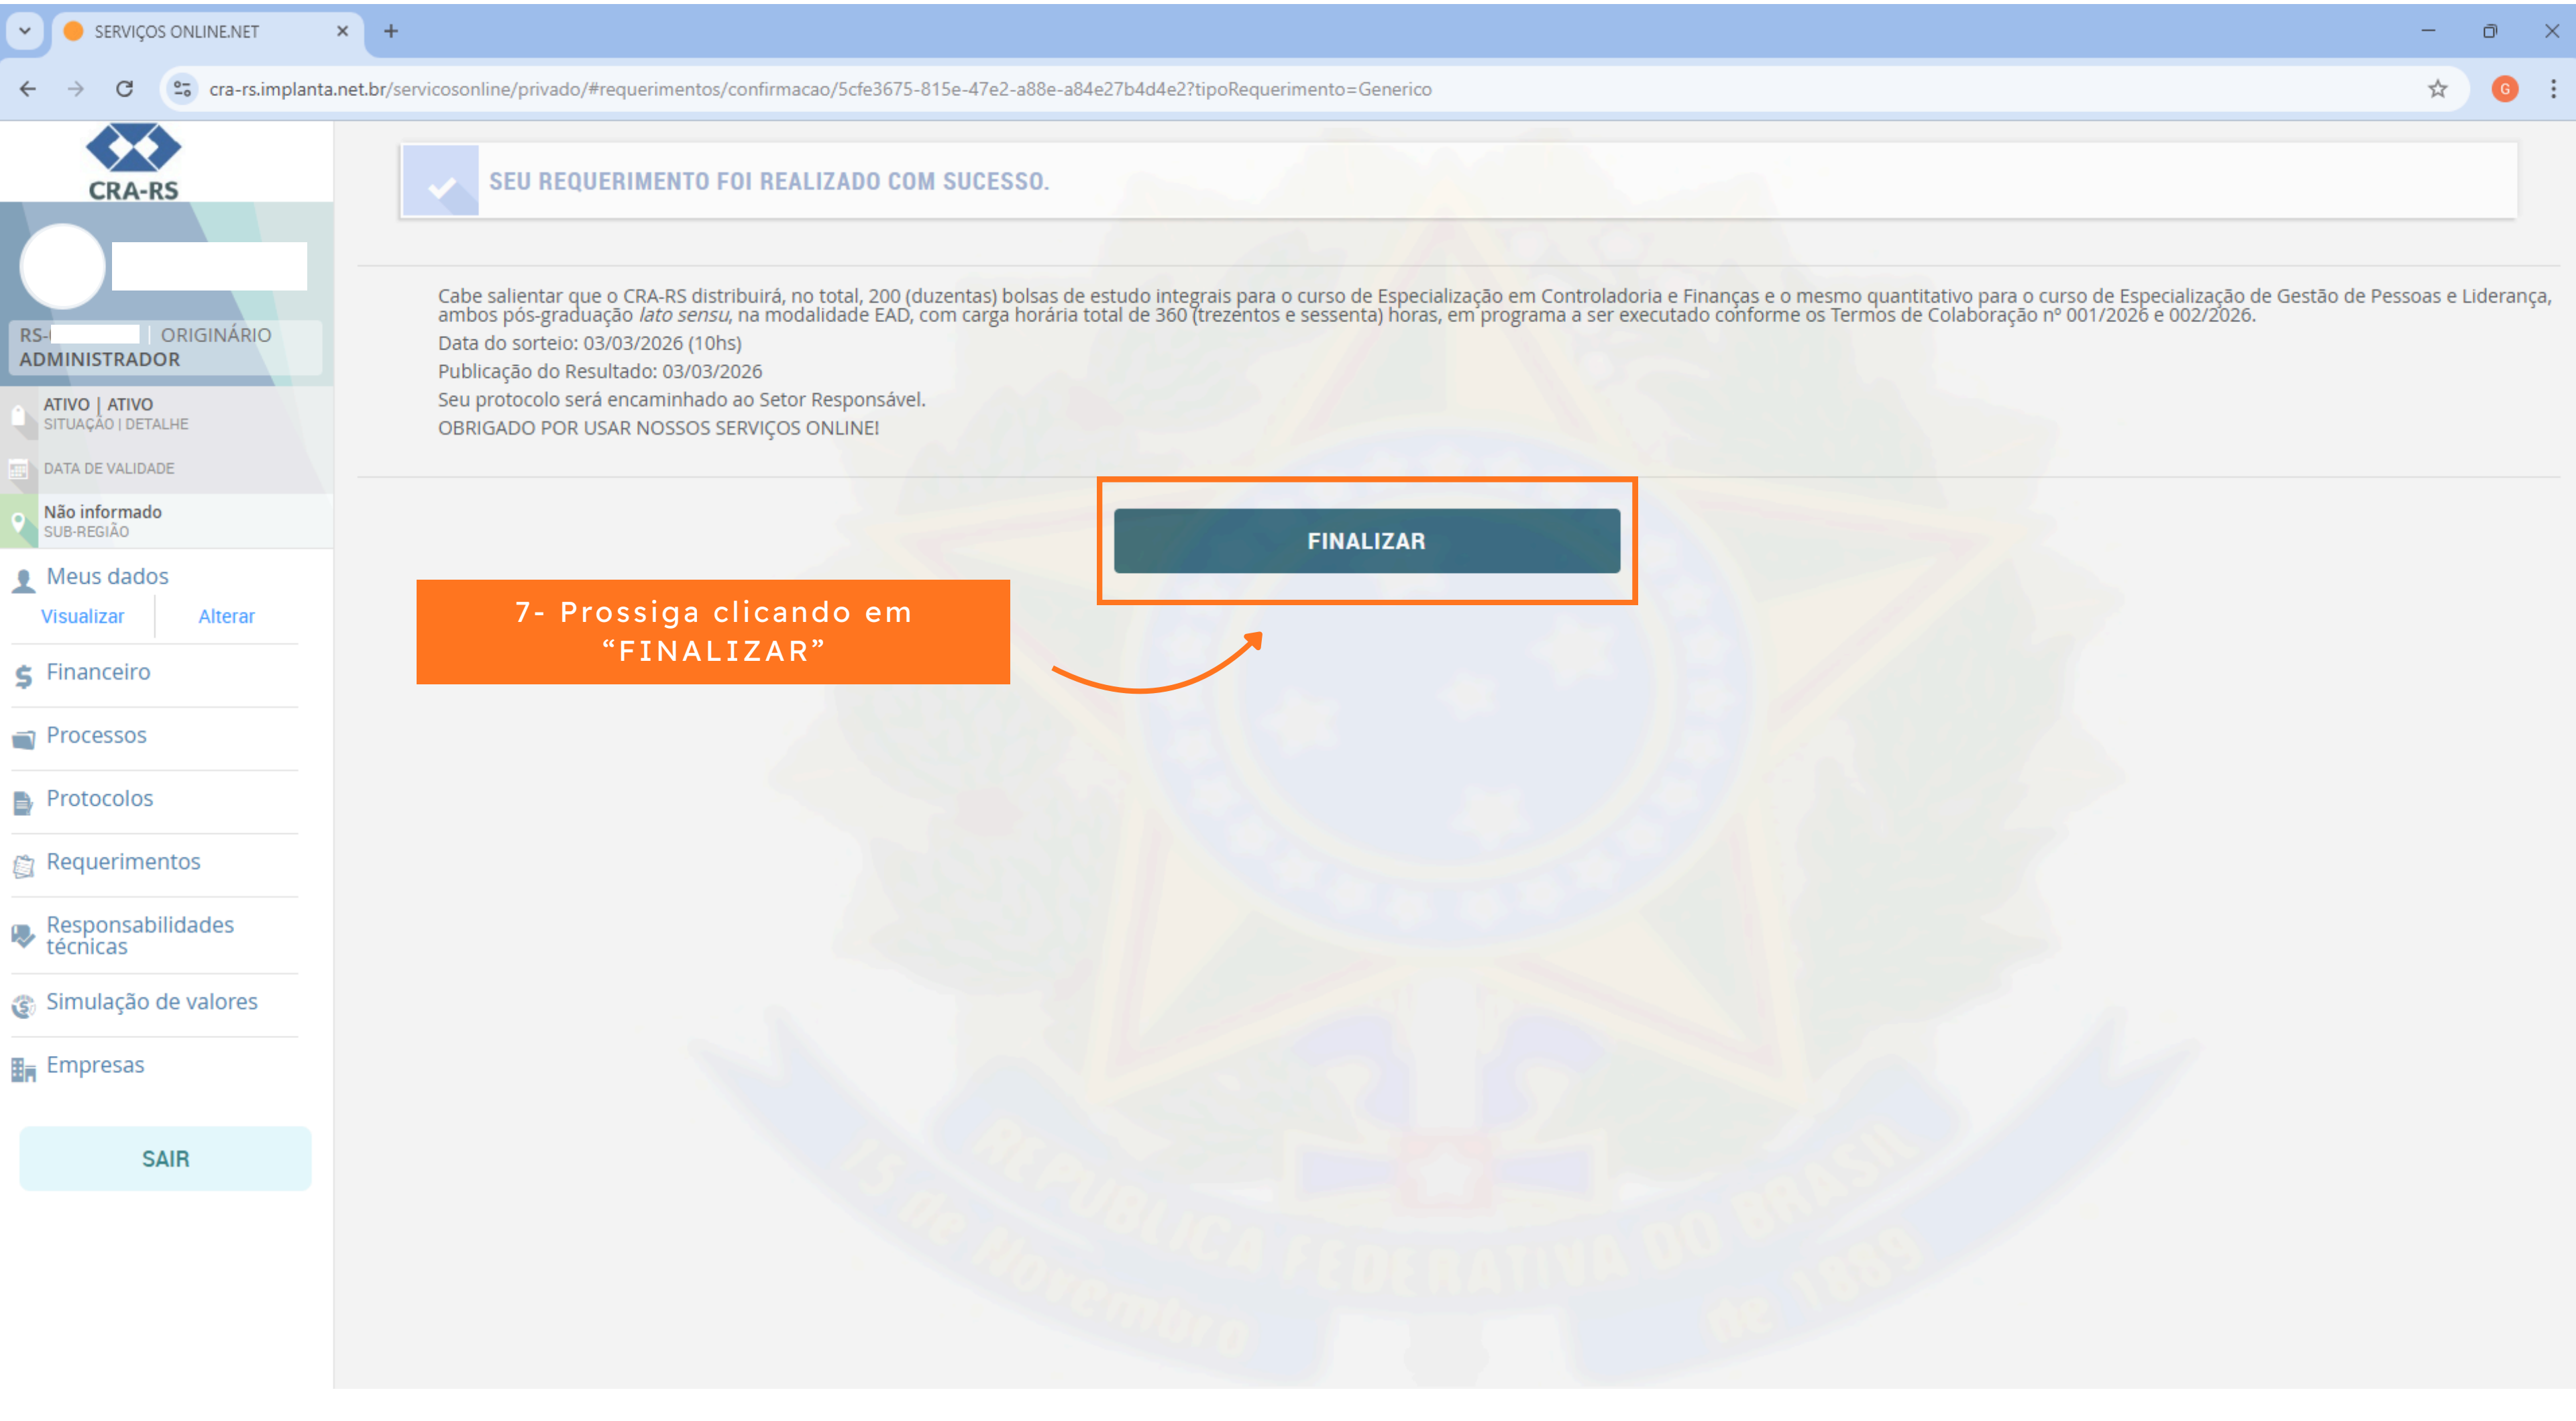 SERVIÇOS ONLINE.NET
cra-rs.implanta.net.br/servicosonline/privado/#requerimentos/confirmacao/5cfe3675-815e-47e2-a88e-a84e27b4d4e2?tipoRequerimento=Generico
G
CRA-RS
RS-
ORIGINÁRIO
ADMINISTRADOR
ATIVO | ATIVO
SITUAÇÃO | DETALHE
DATA DE VALIDADE
Não informado
SUB-REGIÃO
Meus dados
Visualizar
Alterar
Financeiro
Processos
Protocolos
Requerimentos
Responsabilidades
técnicas
Simulação de valores
Empresas
SAIR
SEU REQUERIMENTO FOI REALIZADO COM SUCESSO.
Cabe salientar que o CRA-RS distribuirá, no total, 200 (duzentas) bolsas de estudo integrais para o curso de Especialização em Controladoria e Finanças e o mesmo quantitativo para o curso de Especialização de Gestão de Pessoas e Liderança,
ambos pós-graduação lato sensu, na modalidade EAD, com carga horária total de 360 (trezentos e sessenta) horas, em programa a ser executado conforme os Termos de Colaboração nº 001/2026 e 002/2026.
Data do sorteio: 03/03/2026 (10hs)
Publicação do Resultado: 03/03/2026
Seu protocolo será encaminhado ao Setor Responsável.
OBRIGADO POR USAR NOSSOS SERVIÇOS ONLINE!
FINALIZAR
7- Prossiga clicando em
“FINALIZAR”
REPUBLICA FEDERATIVA DO BRASIL
15 de Novembro
de 1889